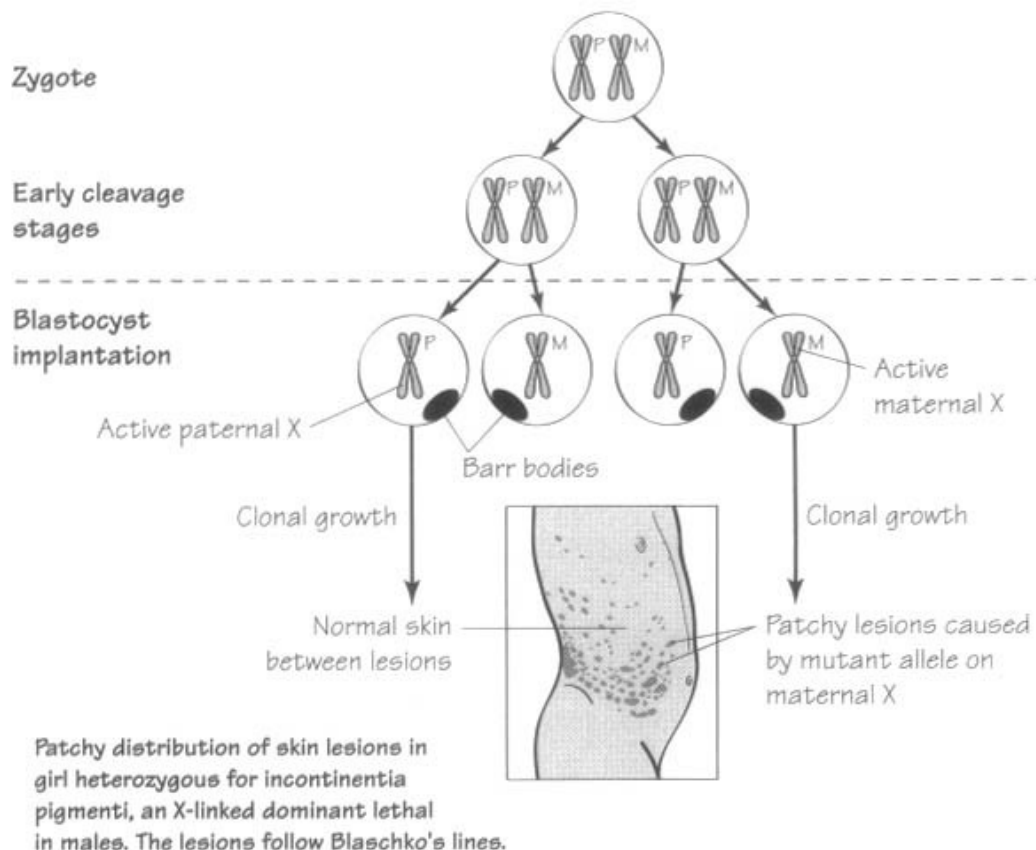 Zygote
P M
Early cleavage
stages
P M
P M
Blastocyst
implantation
P
M
P
M
Active paternal X
Barr bodies
Active
maternal X
Clonal growth
Clonal growth
Normal skin
between lesions
Patchy lesions caused
by mutant allele on
maternal X
Patchy distribution of skin lesions in
girl heterozygous for incontinentia
pigmenti, an X-linked dominant lethal
in males. The lesions follow Blaschko's lines.